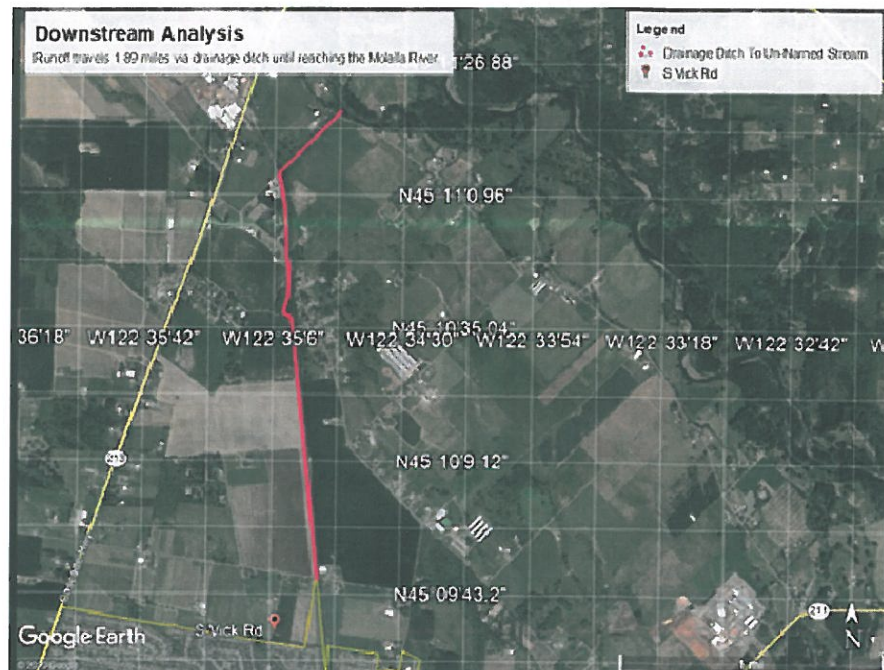 Downstream Analysis
Runoff travels 1.89 miles via drainage ditch until reaching the Molalla River.
Legend
Drainage Ditch To Un-Named Stream
S Vick Rd
1'26.88"
N45 11'0.96"
N45 10'35.04"
36'18" W122 35'42" W122 35'6" W122 34'30" W122 33'54" W122 33'18" W122 32'42" W
213
N45 10'9.12"
N45 09'43.2"
S Vick Rd
211
Google Earth
N